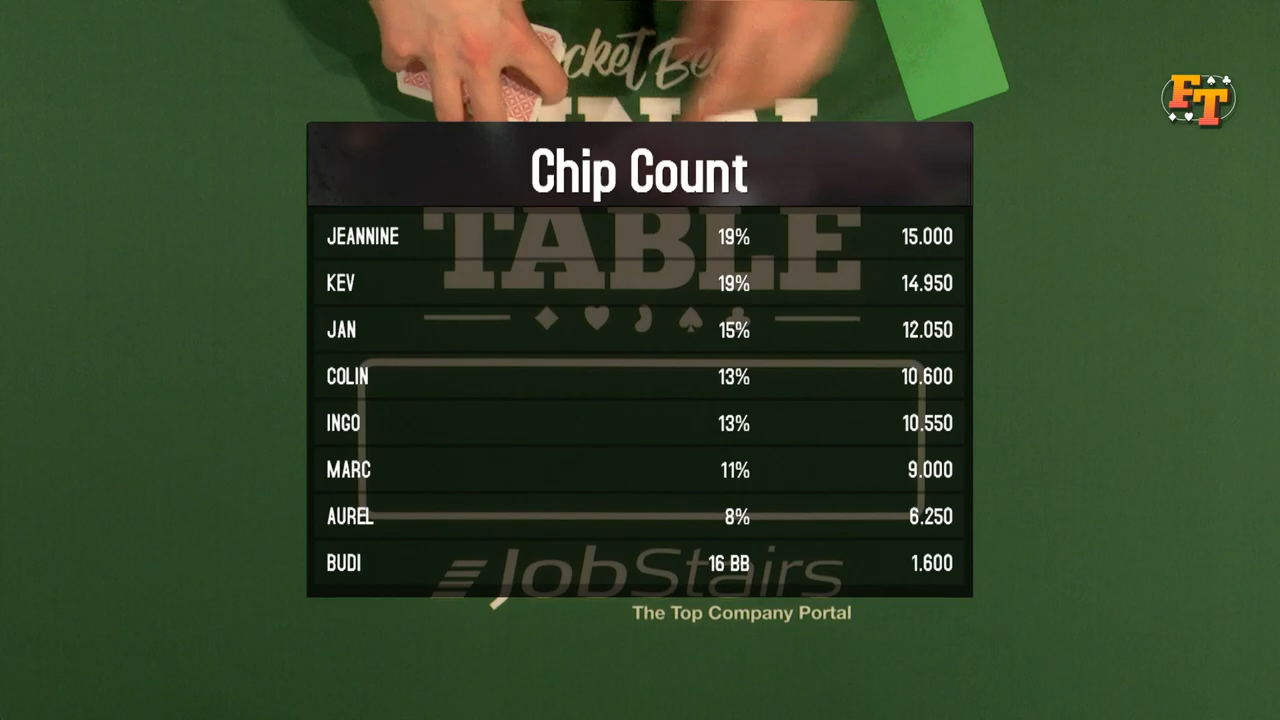 FT
Chip Count
JEANNINE 19% 15.000
KEV 19% 14.950
JAN 15% 12.050
COLIN 13% 10.600
INGO 13% 10.550
MARC 11% 9.000
AUREL 8% 6.250
BUDI 16 BB 1.600
TABLE
JobStairs
The Top Company Portal